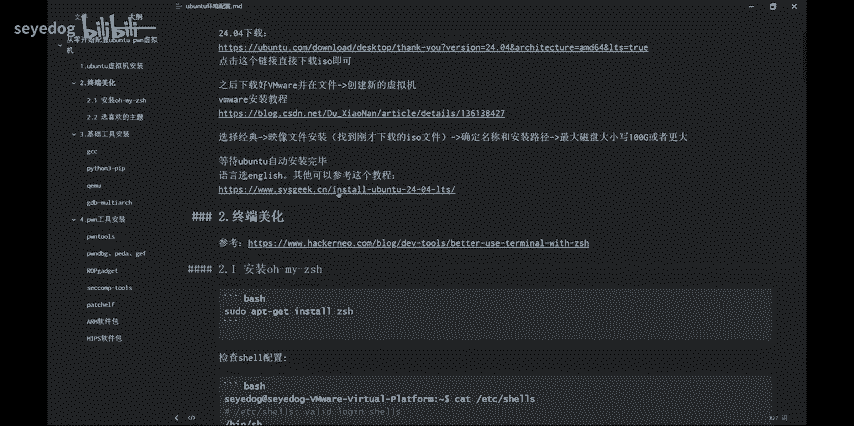 ubuntu环境配置.md
文件 大纲
seyedog bilibili
从零开始配置ubuntu pwn虚拟机
1.ubuntu虚拟机安装
2.终端美化
2.1 安装oh-my-zsh
2.2 选喜欢的主题
3.基础工具安装
gcc
python3-pip
qemu
gdb-multiarch
4.pwn工具安装
pwntools
pwndbg、peda、gef
ROPgadget
seccomp-tools
patchelf
ARM软件包
MIPS软件包
24.04下载:
https://ubuntu.com/download/desktop/thank-you?version=24.04&architecture=amd64&lts=true
点击这个链接直接下载iso即可
之后下载好VMware并在文件->创建新的虚拟机
vmware安装教程
https://blog.csdn.net/Du_XiaoNan/article/details/136138427
选择经典->映像文件安装（找到刚才下载的iso文件）->确定名称和安装路径->最大磁盘大小写100G或者更大
等待ubuntu自动安装完毕
语言选english。其他可以参考这个教程:
https://www.sysgeek.cn/install-ubuntu-24-04-lts/
### 2.终端美化
参考: https://www.hackerneo.com/blog/dev-tools/better-use-terminal-with-zsh
#### 2.1 安装oh-my-zsh
``` bash
sudo apt-get install zsh
```
检查shell配置:
``` bash
seyedog@seyedog-VMware-Virtual-Platform:~$ cat /etc/shells
# /etc/shells: valid login shells
/bin/sh